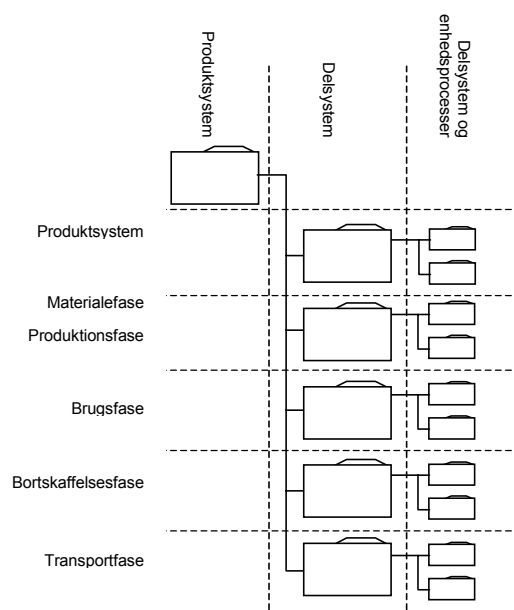 Produktsystem
Delsystem
Delsystem og
enhedsprocesser
Produktsystem
Materialefase
Produktionsfase
Brugsfase
Bortskaffelsesfase
Transportfase